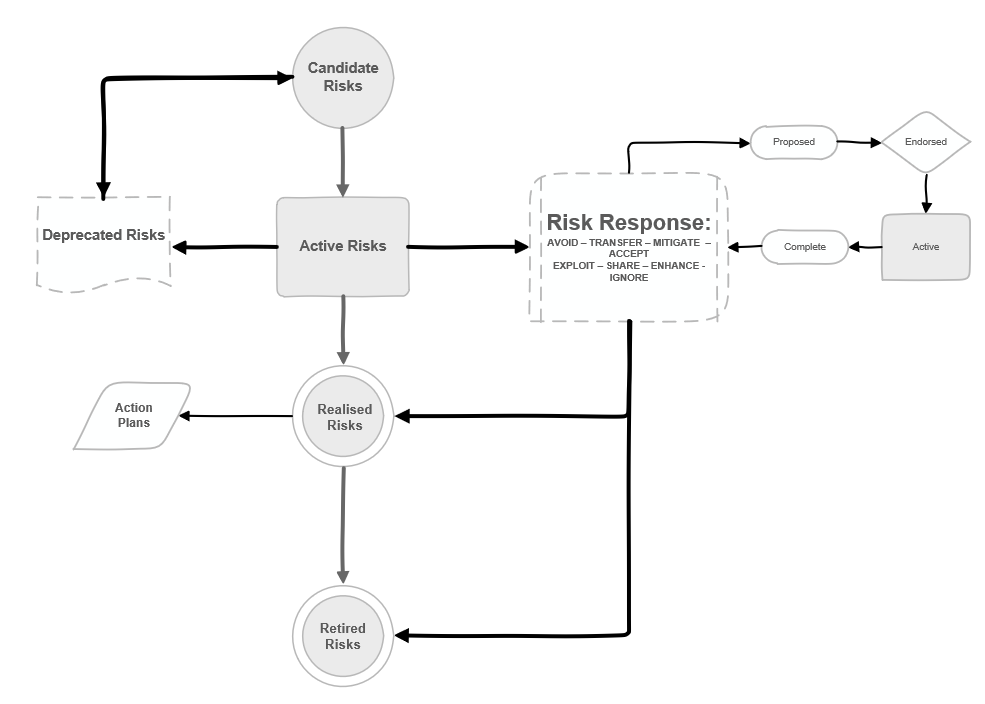 Candidate
Risks
Proposed
Endorsed
Deprecated Risks
Active Risks
Risk Response:
AVOID – TRANSFER – MITIGATE –
ACCEPT
EXPLOIT – SHARE – ENHANCE -
IGNORE
Complete
Active
Action
Plans
Realised
Risks
Retired
Risks